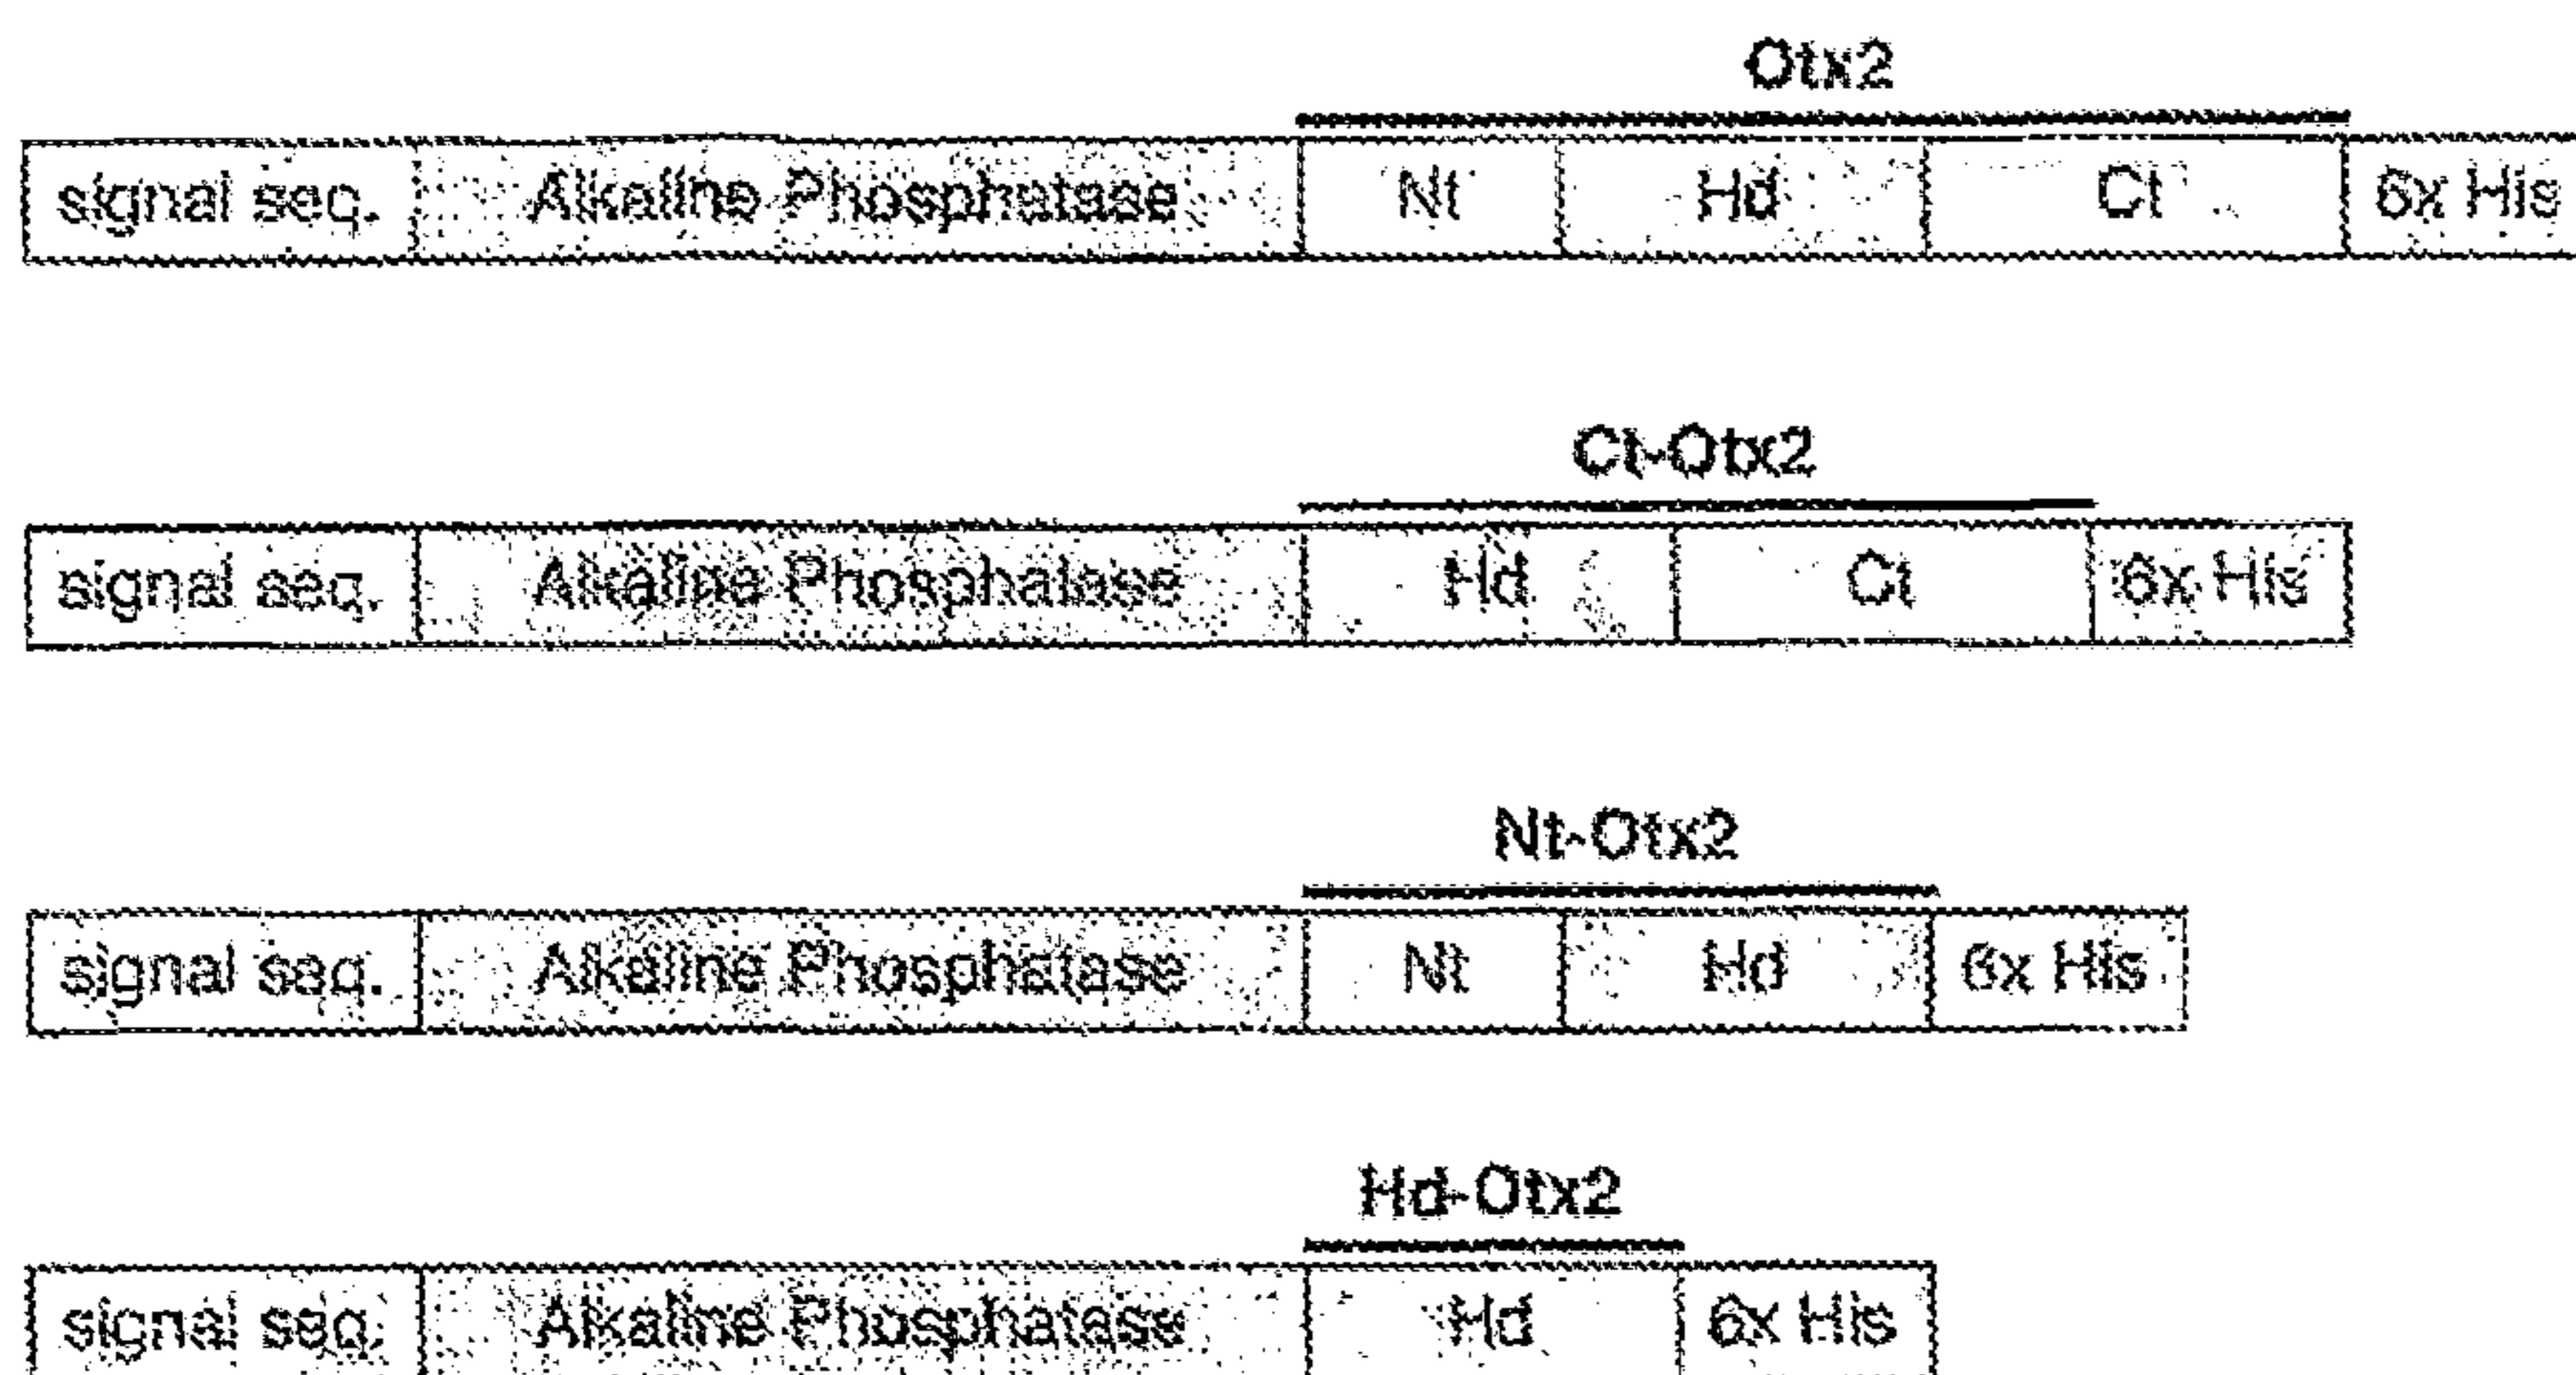 Otx2
signal seq. Alkaline Phosphatase Nt Hd Ct 6x His
Ct-Otx2
signal seq. Alkaline Phosphatase Hd Ct 6x His
Nt-Otx2
signal seq. Alkaline Phosphatase Nt Hd 6x His
Hd-Otx2
signal seq. Alkaline Phosphatase Hd 6x His